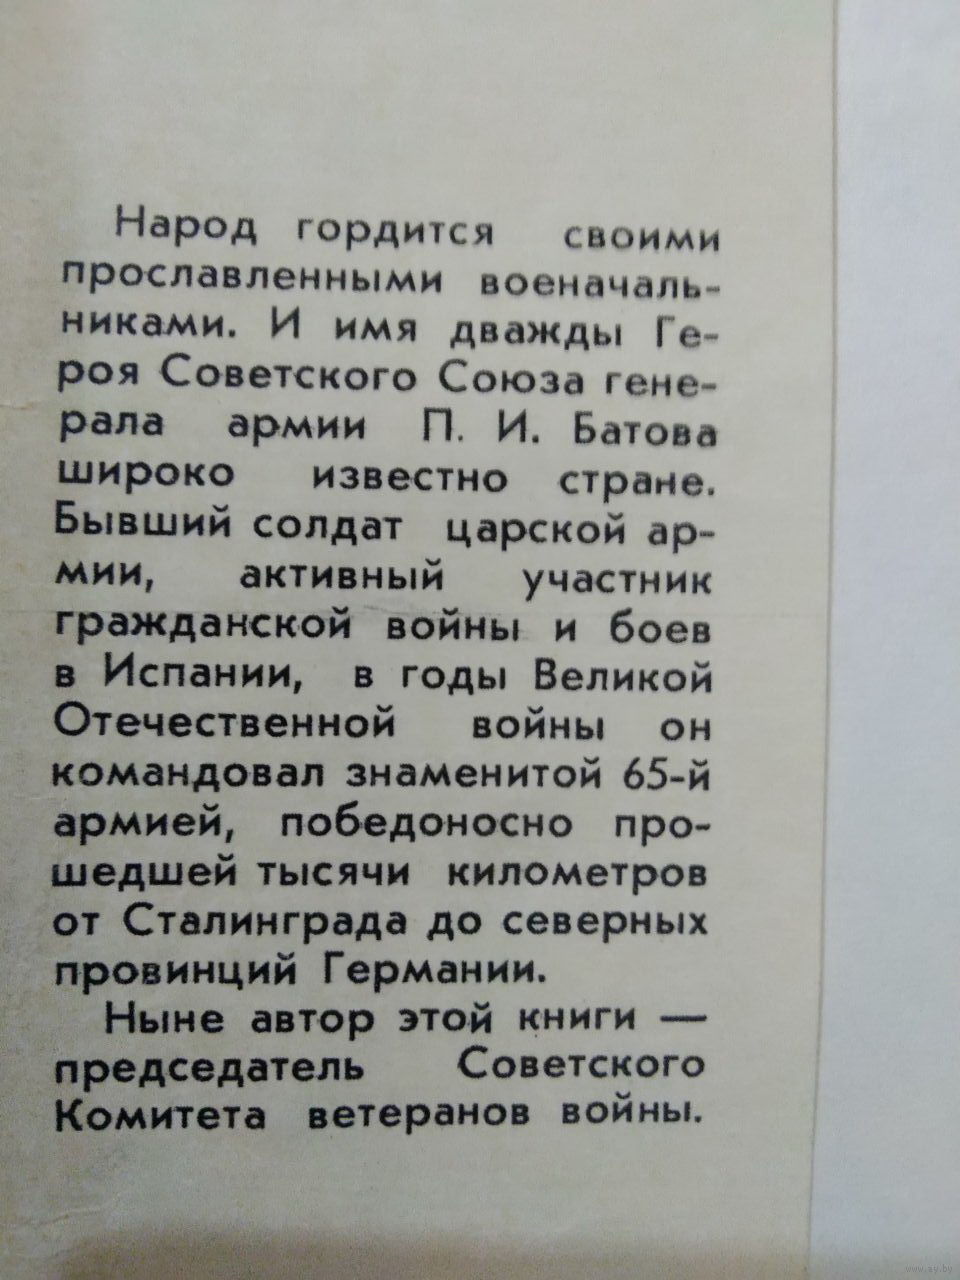 Народ гордится своими
прославленными военачаль-
никами. И имя дважды Ге-
роя Советского Союза гене-
рала армии П. И. Батова
широко известно стране.
Бывший солдат царской ар-
мии, активный участник
гражданской войны и боев
в Испании, в годы Великой
Отечественной войны он
командовал знаменитой 65-й
армией, победоносно про-
шедшей тысячи километров
от Сталинграда до северных
провинций Германии.
Ныне автор этой книги —
председатель Советского
Комитета ветеранов войны.
www.ay.by